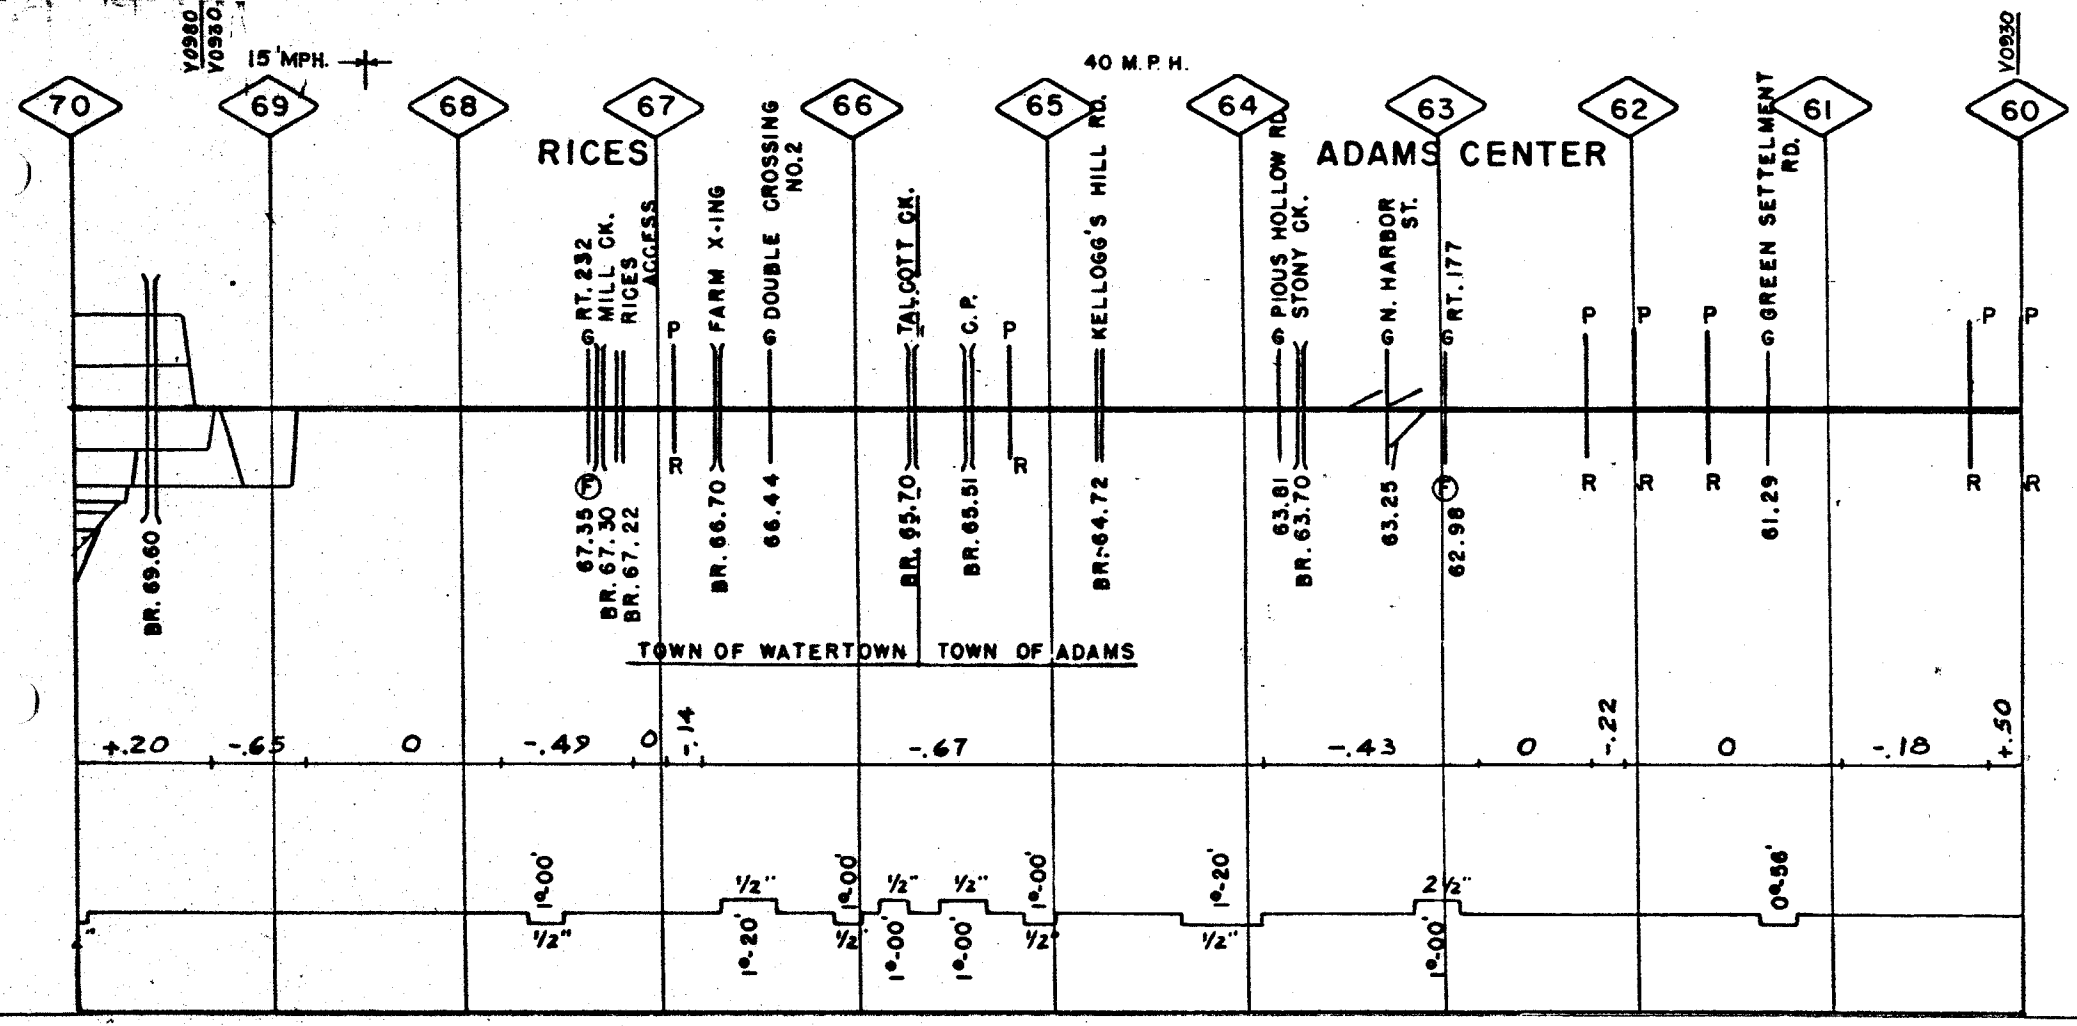 Y0980
Y0930
15 MPH.
40 M.P.H.
Y0930
70
69
68
67
66
65
64
63
62
61
60
RICES
ADAMS CENTER
G RT. 232
MILL CK.
RICES
ACCESS
P
FARM X-ING
G DOUBLE CROSSING
NO.2
TALCOTT CK.
C.P.
P
KELLOGG'S HILL RD.
G PIOUS HOLLOW RD.
STONY CK.
G N. HARBOR
ST.
G RT. 177
P
P
P
G GREEN SETTELMENT
RD.
P
P
BR. 69.60
67.35 F
BR. 67.30
BR. 67.22
R
BR. 66.70
66.44
BR. 65.70
BR. 65.51
R
BR. 64.72
63.81
BR. 63.70
63.25
F
62.98
R
R
R
61.29
R
R
TOWN OF WATERTOWN
TOWN OF ADAMS
+.20
-.65
0
-.49
0
-.14
-.67
-.43
0
-.22
0
-.18
+.50
1°-00'
1/2"
1/2"
1°-20'
1°-00'
1/2"
1/2"
1°-00'
1/2"
1°-00'
1°-00'
1/2"
1°-20'
1/2"
2 1/2"
1°-00'
0°-56'